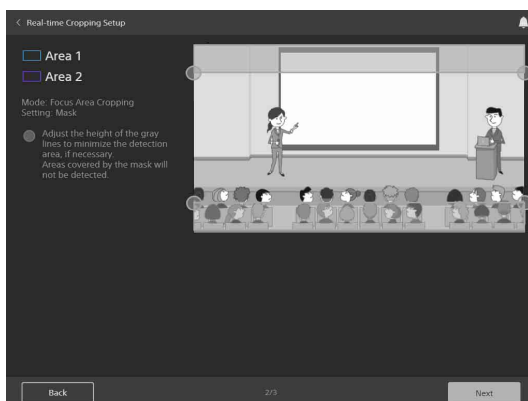 < Real-time Cropping Setup
Area 1
Area 2
Mode: Focus Area Cropping
Setting: Mask
Adjust the height of the gray
lines to minimize the detection
area, if necessary.
Areas covered by the mask will
not be detected.
Back
2/3
Next